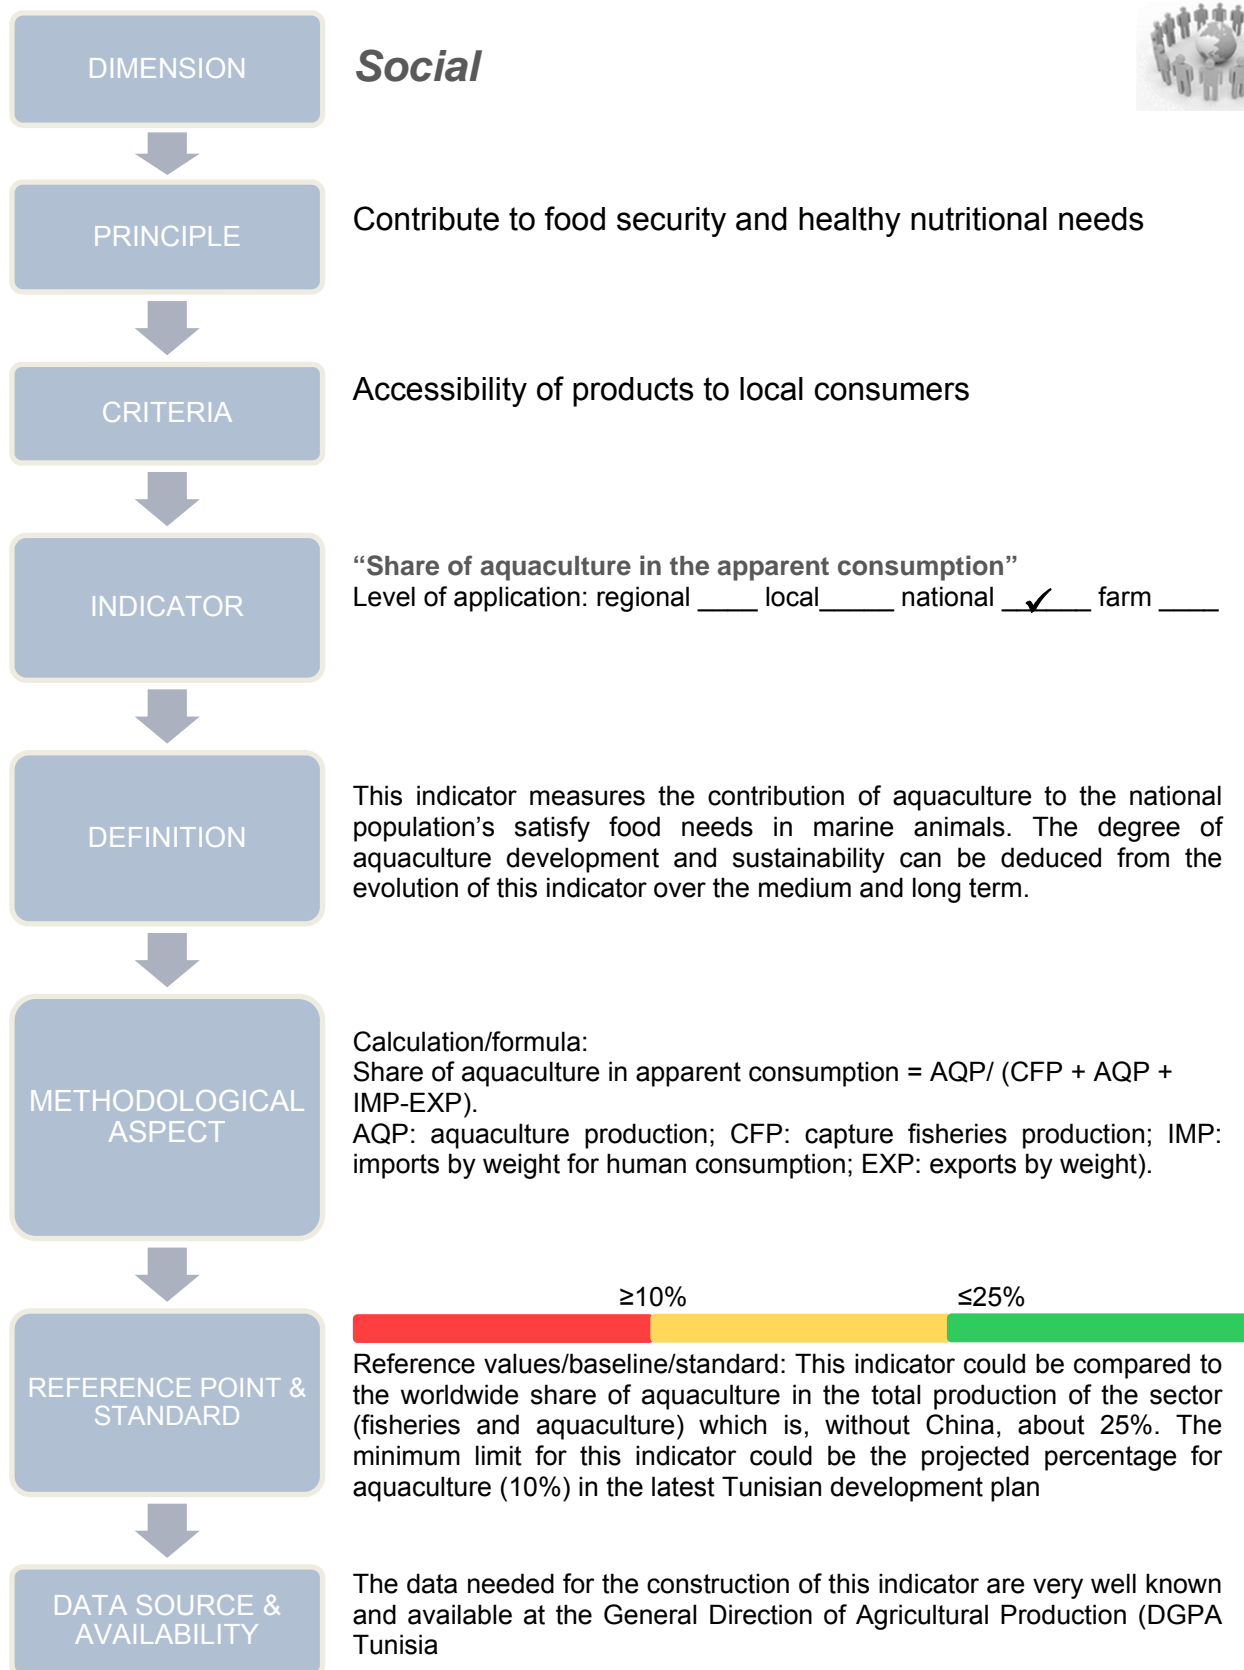 DIMENSION
Social
PRINCIPLE
Contribute to food security and healthy nutritional needs
CRITERIA
Accessibility of products to local consumers
INDICATOR
“Share of aquaculture in the apparent consumption”
Level of application: regional ____ local_____ national __✓___ farm ____
DEFINITION
This indicator measures the contribution of aquaculture to the national
population’s satisfy food needs in marine animals. The degree of
aquaculture development and sustainability can be deduced from the
evolution of this indicator over the medium and long term.
METHODOLOGICAL
ASPECT
Calculation/formula:
Share of aquaculture in apparent consumption = AQP/ (CFP + AQP +
IMP-EXP).
AQP: aquaculture production; CFP: capture fisheries production; IMP:
imports by weight for human consumption; EXP: exports by weight).
≥10% ≤25%
REFERENCE POINT &
STANDARD
Reference values/baseline/standard: This indicator could be compared to
the worldwide share of aquaculture in the total production of the sector
(fisheries and aquaculture) which is, without China, about 25%. The
minimum limit for this indicator could be the projected percentage for
aquaculture (10%) in the latest Tunisian development plan
DATA SOURCE &
AVAILABILITY
The data needed for the construction of this indicator are very well known
and available at the General Direction of Agricultural Production (DGPA
Tunisia